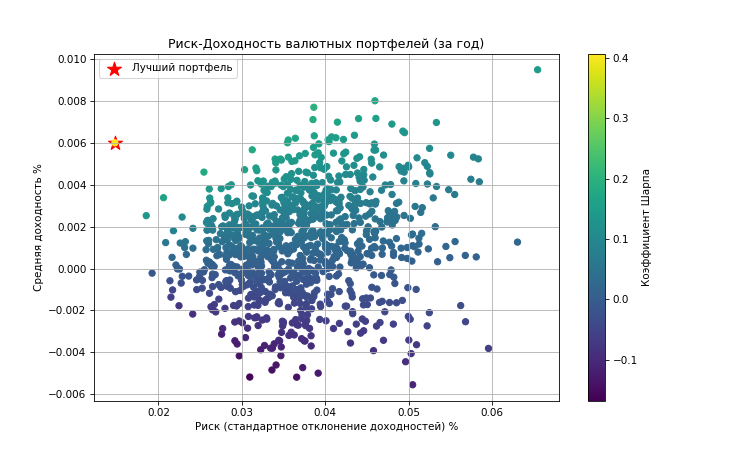 Риск-Доходность валютных портфелей (за год)
Лучший портфель
Средняя доходность %
0.010
0.008
0.006
0.004
0.002
0.000
−0.002
−0.004
−0.006
0.02 0.03 0.04 0.05 0.06
Риск (стандартное отклонение доходностей) %
0.4
0.3
0.2
0.1
0.0
−0.1
Коэффициент Шарпа